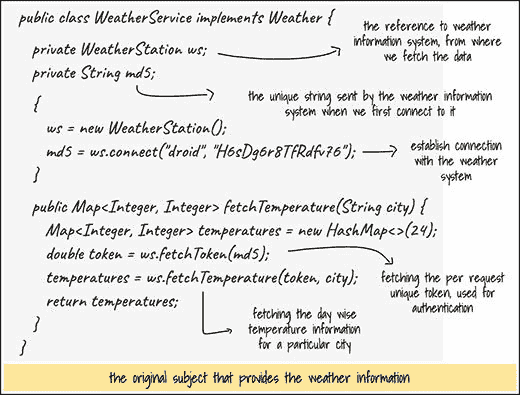 public class WeatherService implements Weather {
private WeatherStation ws;
the reference to weather
information system, from where
we fetch the data
private String md5;
the unique string sent by the weather information
system when we first connect to it
{
ws = new WeatherStation();
md5 = ws.connect("droid", "H6sDg6r8TfRdfv76");
establish connection
with the weather
system
}
public Map<Integer, Integer> fetchTemperature(String city) {
Map<Integer, Integer> temperatures = new HashMap<>(24);
double token = ws.fetchToken(md5);
temperatures = ws.fetchTemperature(token, city);
fetching the per request
unique token, used for
authentication
return temperatures;
fetching the day wise
temperature information
for a particular city
}
}
the original subject that provides the weather information